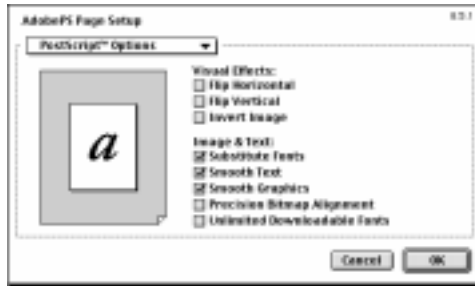 AdobePS Page Setup
8.5.1
PostScript™ Options
Visual Effects:
Flip Horizontal
Flip Vertical
Invert Image
a
Image & Text:
Substitute Fonts
Smooth Text
Smooth Graphics
Precision Bitmap Alignment
Unlimited Downloadable Fonts
Cancel
OK